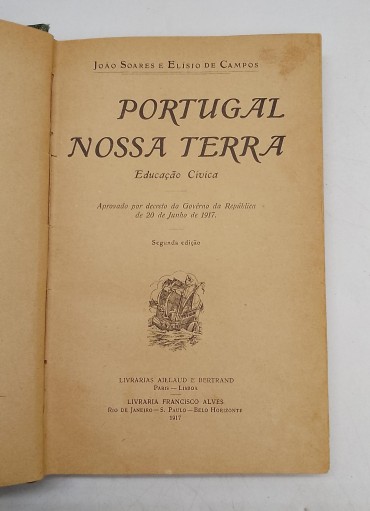 JOÃO SOARES E ELÍSIO DE CAMPOS
PORTUGAL
NOSSA TERRA
Educação Cívica
Aprovado por decreto do Govêrno da República
de 20 de Junho de 1917.
Segunda edição
LIVRARIAS AILLAUD E BERTRAND
PARIS — LISBOA
LIVRARIA FRANCISCO ALVES
RIO DE JANEIRO — S. PAULO — BELO HORIZONTE
1917